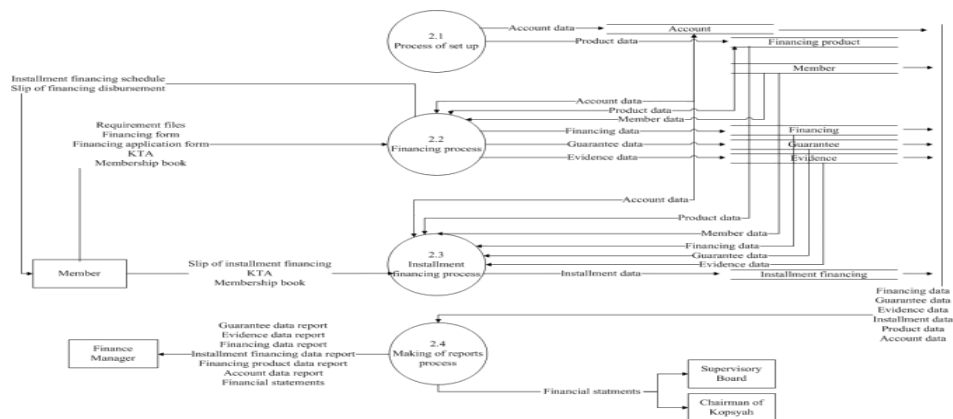 2.1
Process of set up
Account data
Account
Product data
Financing product
Member
Installment financing schedule
Slip of financing disbursement
Account data
Product data
Member data
Requirement files
Financing form
Financing application form
KTA
Membership book
2.2
Financing process
Financing data
Financing
Guarantee data
Guarantee
Evidence data
Evidence
Account data
Product data
Member data
Financing data
Guarantee data
Evidence data
Member
Slip of installment financing
KTA
Membership book
2.3
Installment
financing process
Installment data
Installment financing
Financing data
Guarantee data
Evidence data
Installment data
Product data
Account data
Finance
Manager
Guarantee data report
Evidence data report
Financing data report
Installment financing data report
Financing product data report
Account data report
Financial statements
2.4
Making of reports
process
Financial statments
Supervisory
Board
Chairman of
Kopsyah